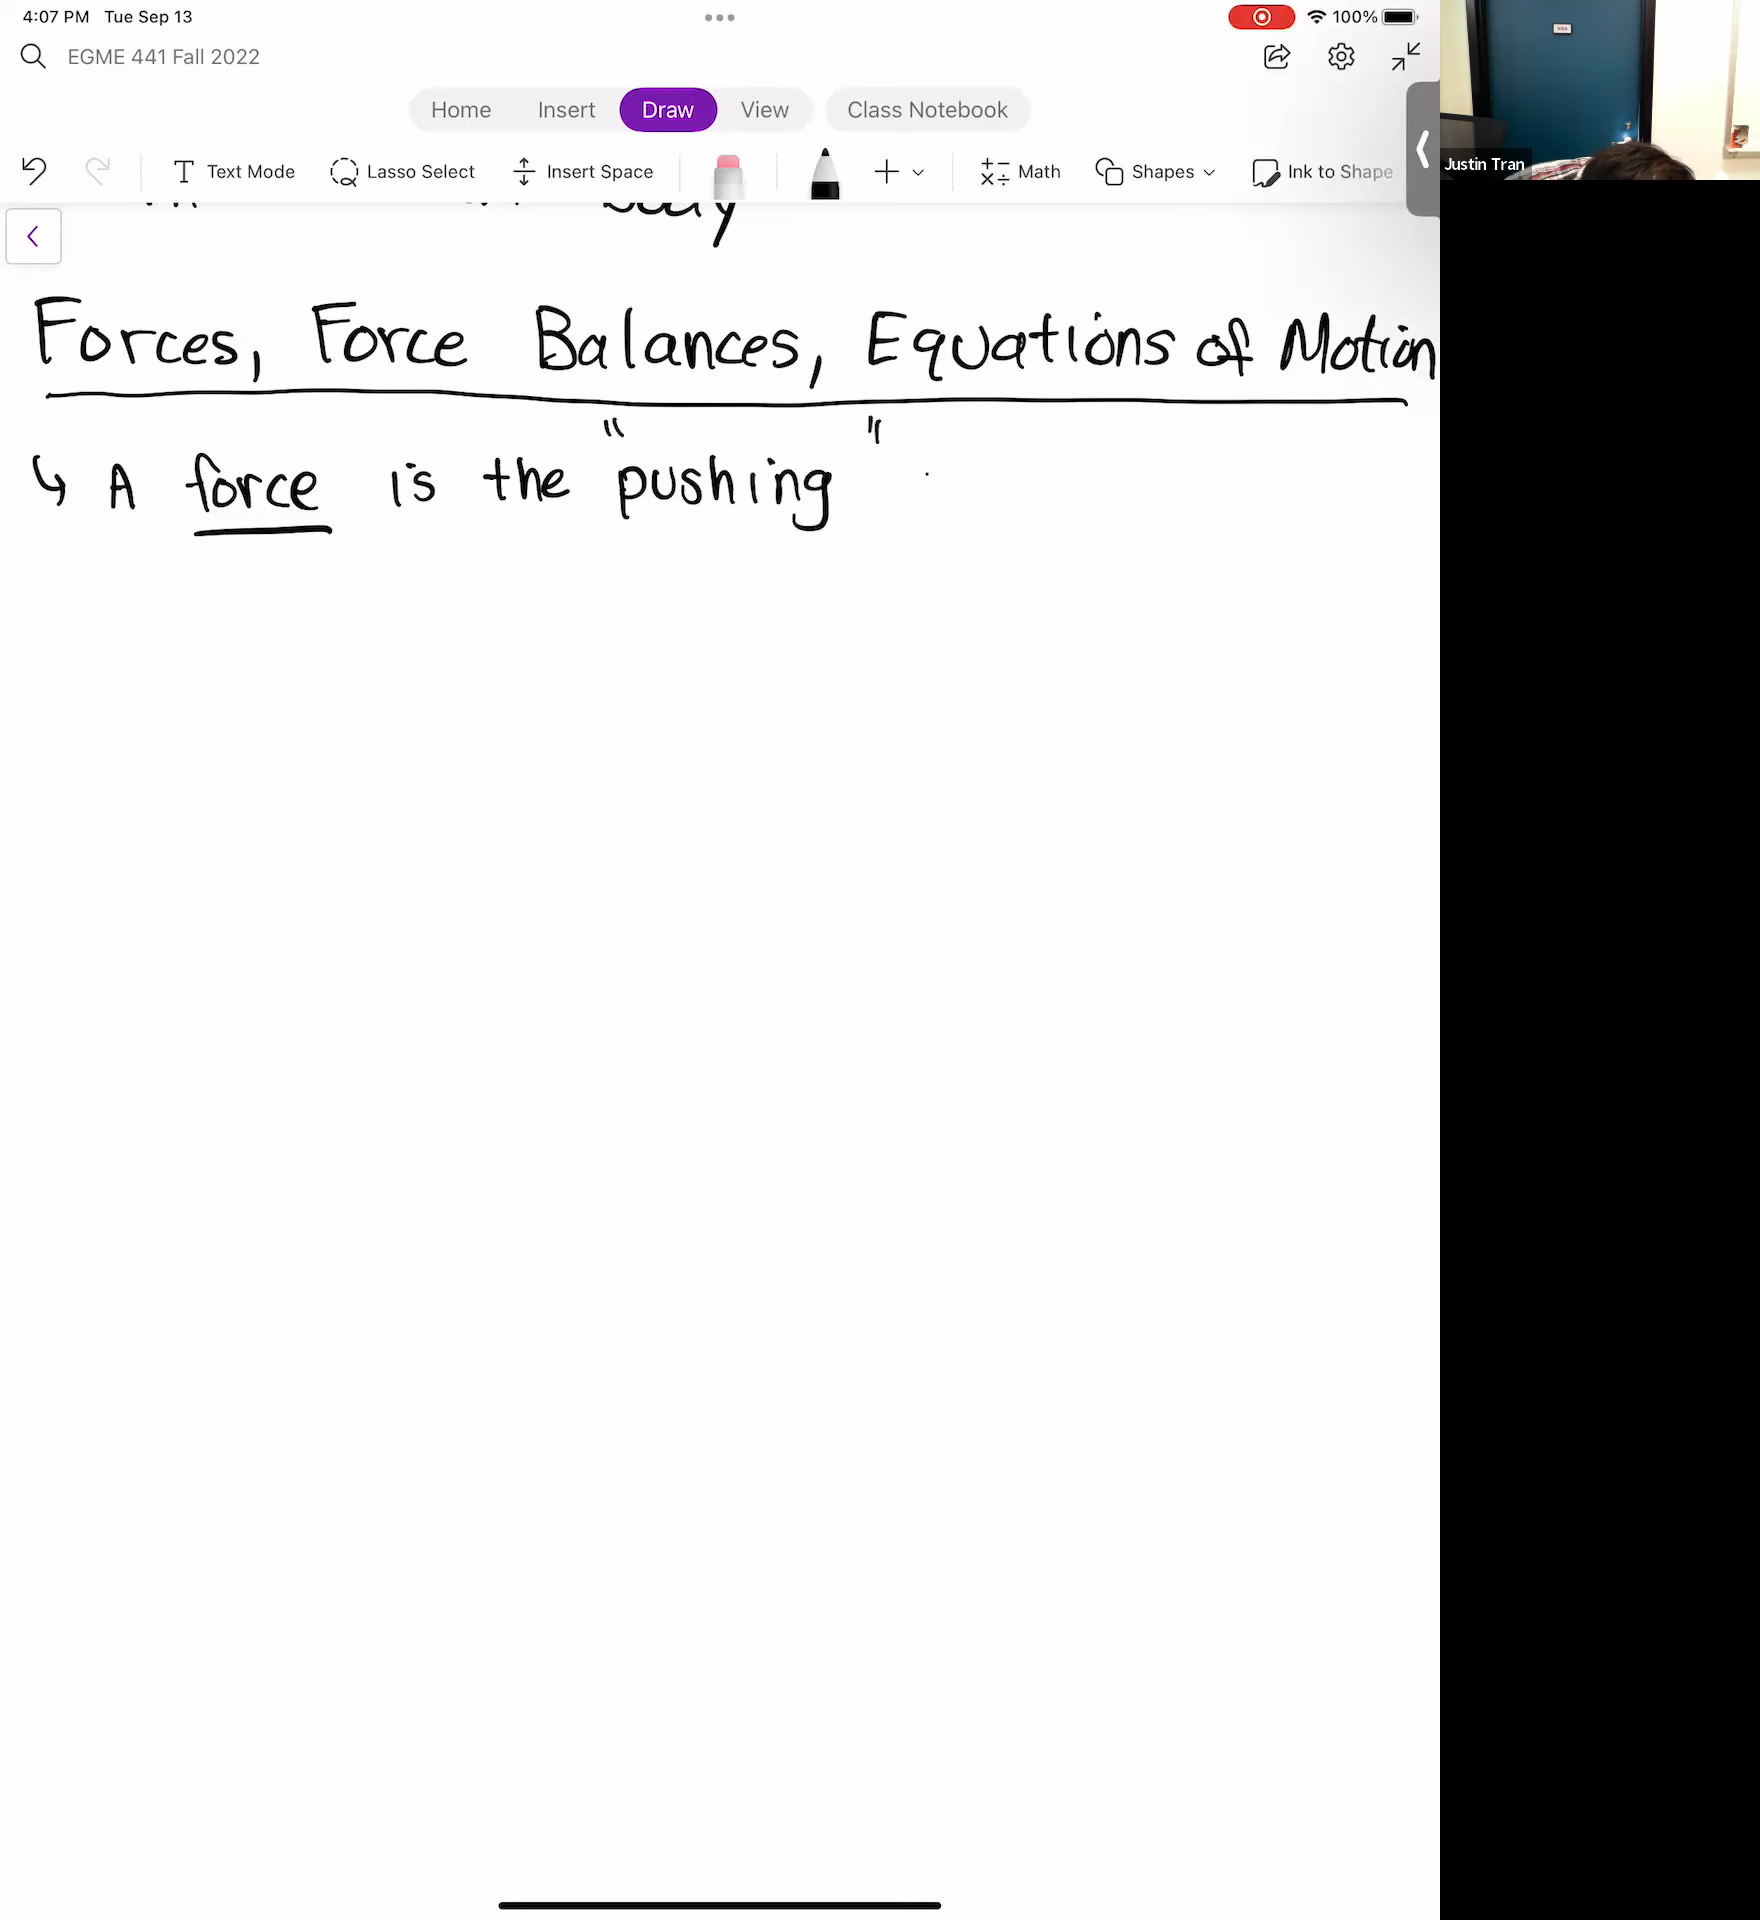 4:07 PM Tue Sep 13
100%
EGME 441 Fall 2022
Home Insert Draw View Class Notebook
Text Mode Lasso Select Insert Space Math Shapes Ink to Shape
Justin Tran
body
Forces, Force Balances, Equations of Motion
↳ A force is the "pushing"